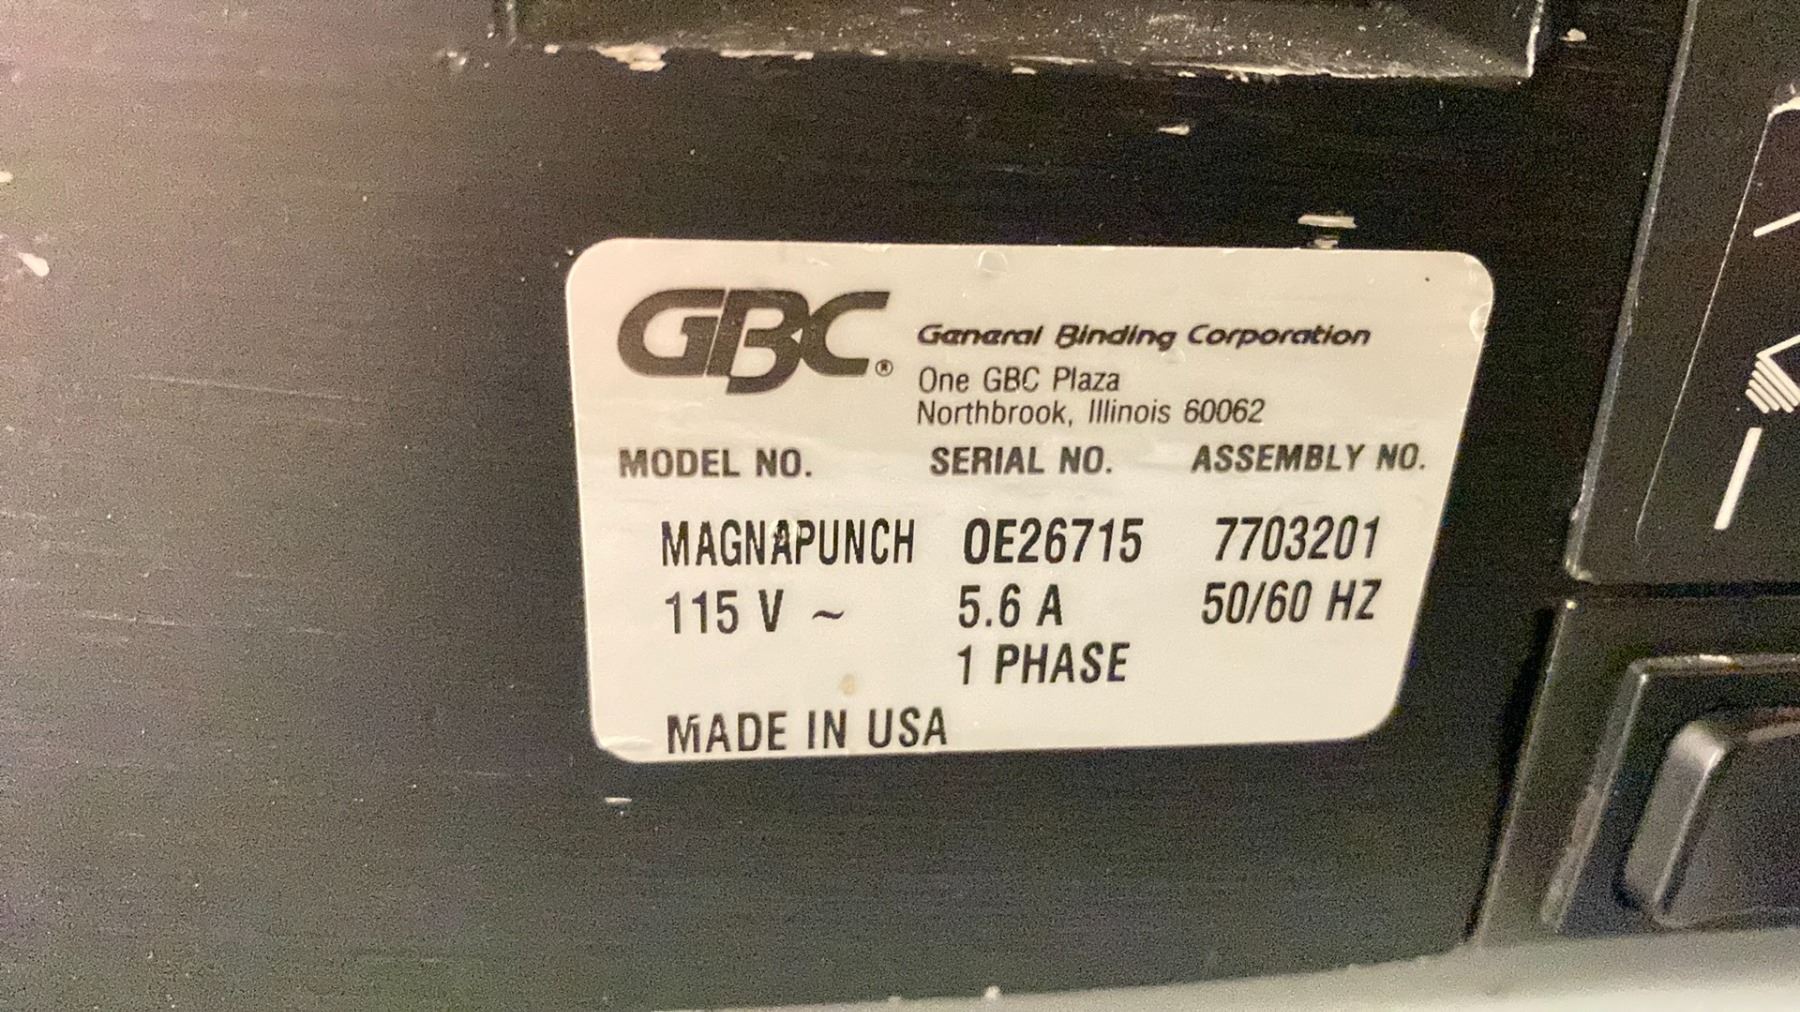 GBC® General Binding Corporation
One GBC Plaza
Northbrook, Illinois 60062
MODEL NO. SERIAL NO. ASSEMBLY NO.
MAGNAPUNCH 0E26715 7703201
115 V ~ 5.6 A 50/60 HZ
1 PHASE
MADE IN USA